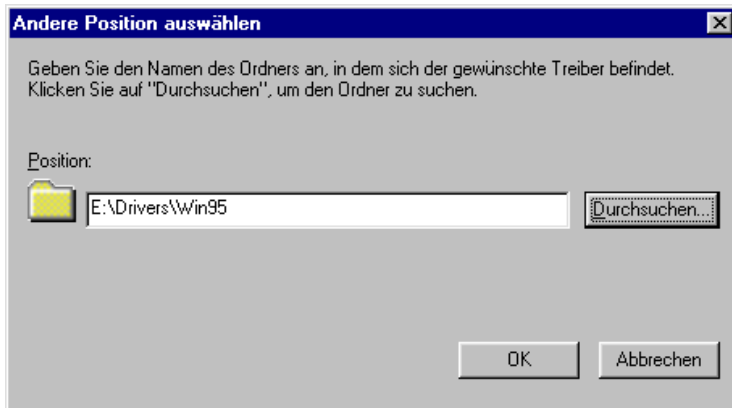 Andere Position auswählen
Geben Sie den Namen des Ordners an, in dem sich der gewünschte Treiber befindet.
Klicken Sie auf "Durchsuchen", um den Ordner zu suchen.
Position:
E:\Drivers\Win95
Durchsuchen...
OK
Abbrechen